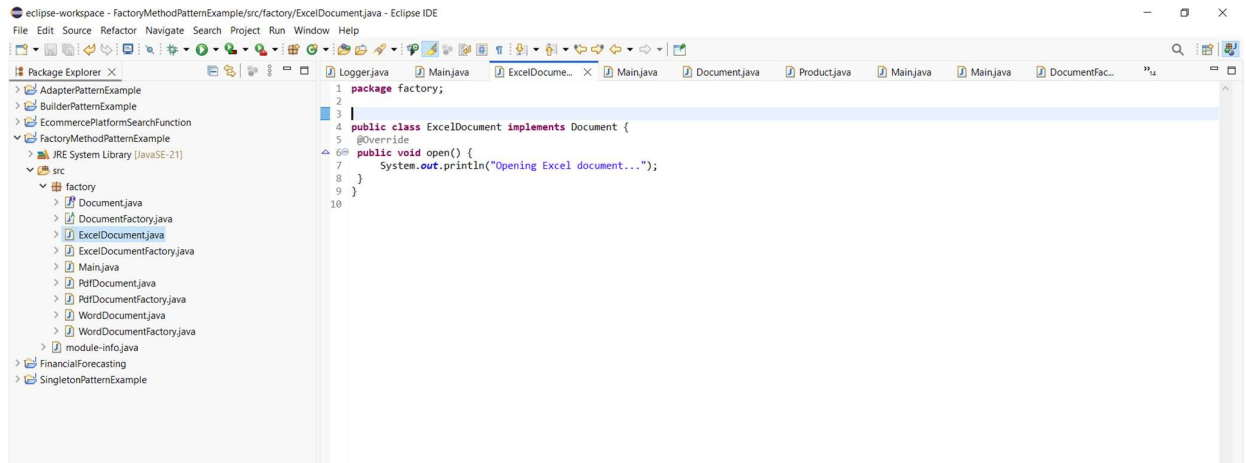 eclipse-workspace - FactoryMethodPatternExample/src/factory/ExcelDocument.java - Eclipse IDE
File Edit Source Refactor Navigate Search Project Run Window Help
Package Explorer
Logger.java Main.java ExcelDocume... Main.java Document.java Product.java Main.java Main.java DocumentFac... 14
AdapterPatternExample
BuilderPatternExample
EcommercePlatformSearchFunction
FactoryMethodPatternExample
JRE System Library [JavaSE-21]
src
factory
Document.java
DocumentFactory.java
ExcelDocument.java
ExcelDocumentFactory.java
Main.java
PdfDocument.java
PdfDocumentFactory.java
WordDocument.java
WordDocumentFactory.java
module-info.java
FinancialForecasting
SingletonPatternExample
1 package factory;
2
3
4 public class ExcelDocument implements Document {
5 @Override
6 public void open() {
7 System.out.println("Opening Excel document...");
8 }
9 }
10